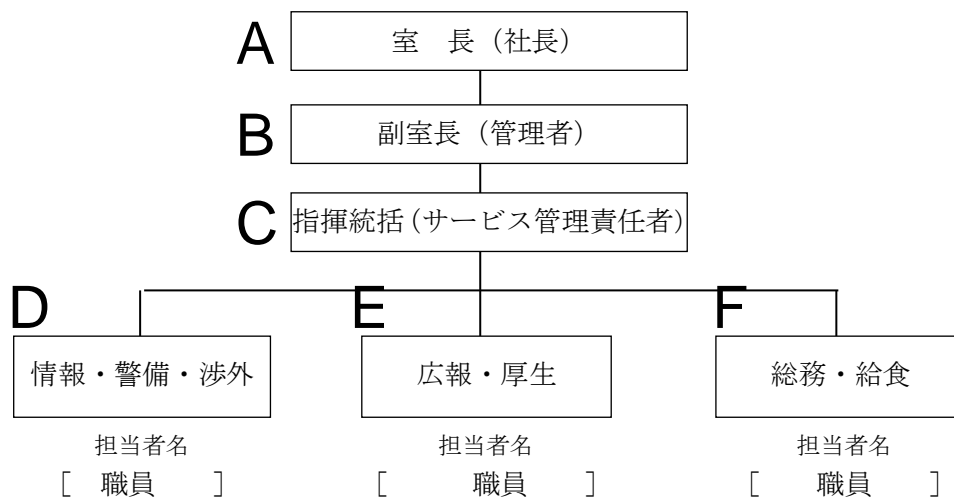 A 室　長（社長）
B 副室長（管理者）
C 指揮統括（サービス管理責任者）
D E F
情報・警備・渉外 広報・厚生 総務・給食
担当者名 担当者名 担当者名
［　職員　　］ ［　　　職員　　］ ［　　職員　　］